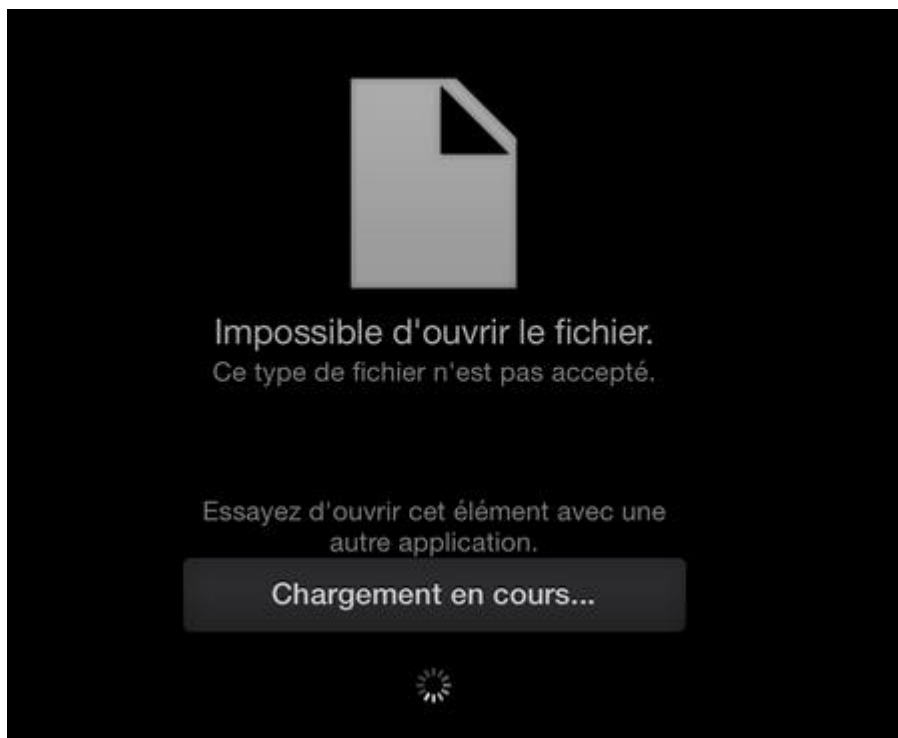 Impossible d'ouvrir le fichier.
Ce type de fichier n'est pas accepté.
Essayez d'ouvrir cet élément avec une
autre application.
Chargement en cours...